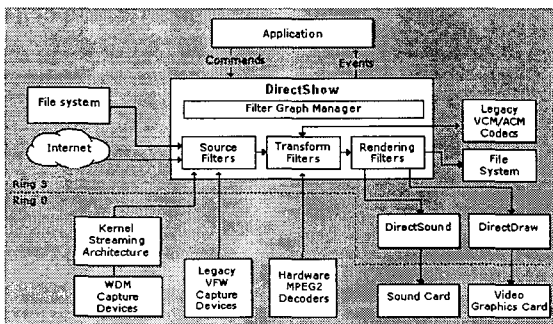 Application
Commands
Events
DirectShow
Filter Graph Manager
File system
Internet
Source
Filters
Transform
Filters
Rendering
Filters
Legacy
VCM/ACM
Codecs
File
System
Ring 3
Ring 0
Kernel
Streaming
Architecture
WDM
Capture
Devices
Legacy
VFW
Capture
Devices
Hardware
MPEG2
Decoders
DirectSound
DirectDraw
Sound Card
Video
Graphics Card